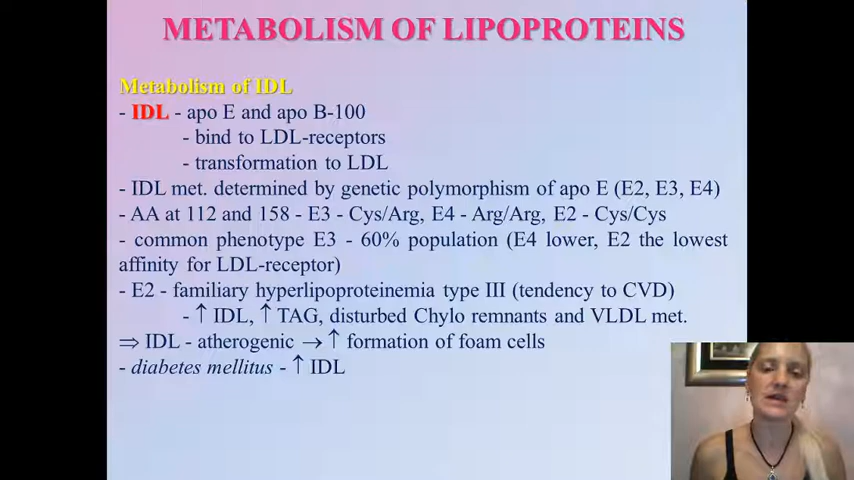 METABOLISM OF LIPOPROTEINS
Metabolism of IDL
- IDL - apo E and apo B-100
- bind to LDL-receptors
- transformation to LDL
- IDL met. determined by genetic polymorphism of apo E (E2, E3, E4)
- AA at 112 and 158 - E3 - Cys/Arg, E4 - Arg/Arg, E2 - Cys/Cys
- common phenotype E3 - 60% population (E4 lower, E2 the lowest
affinity for LDL-receptor)
- E2 - familiary hyperlipoproteinemia type III (tendency to CVD)
- ↑ IDL, ↑ TAG, disturbed Chylo remnants and VLDL met.
⇒ IDL - atherogenic → ↑ formation of foam cells
- diabetes mellitus - ↑ IDL